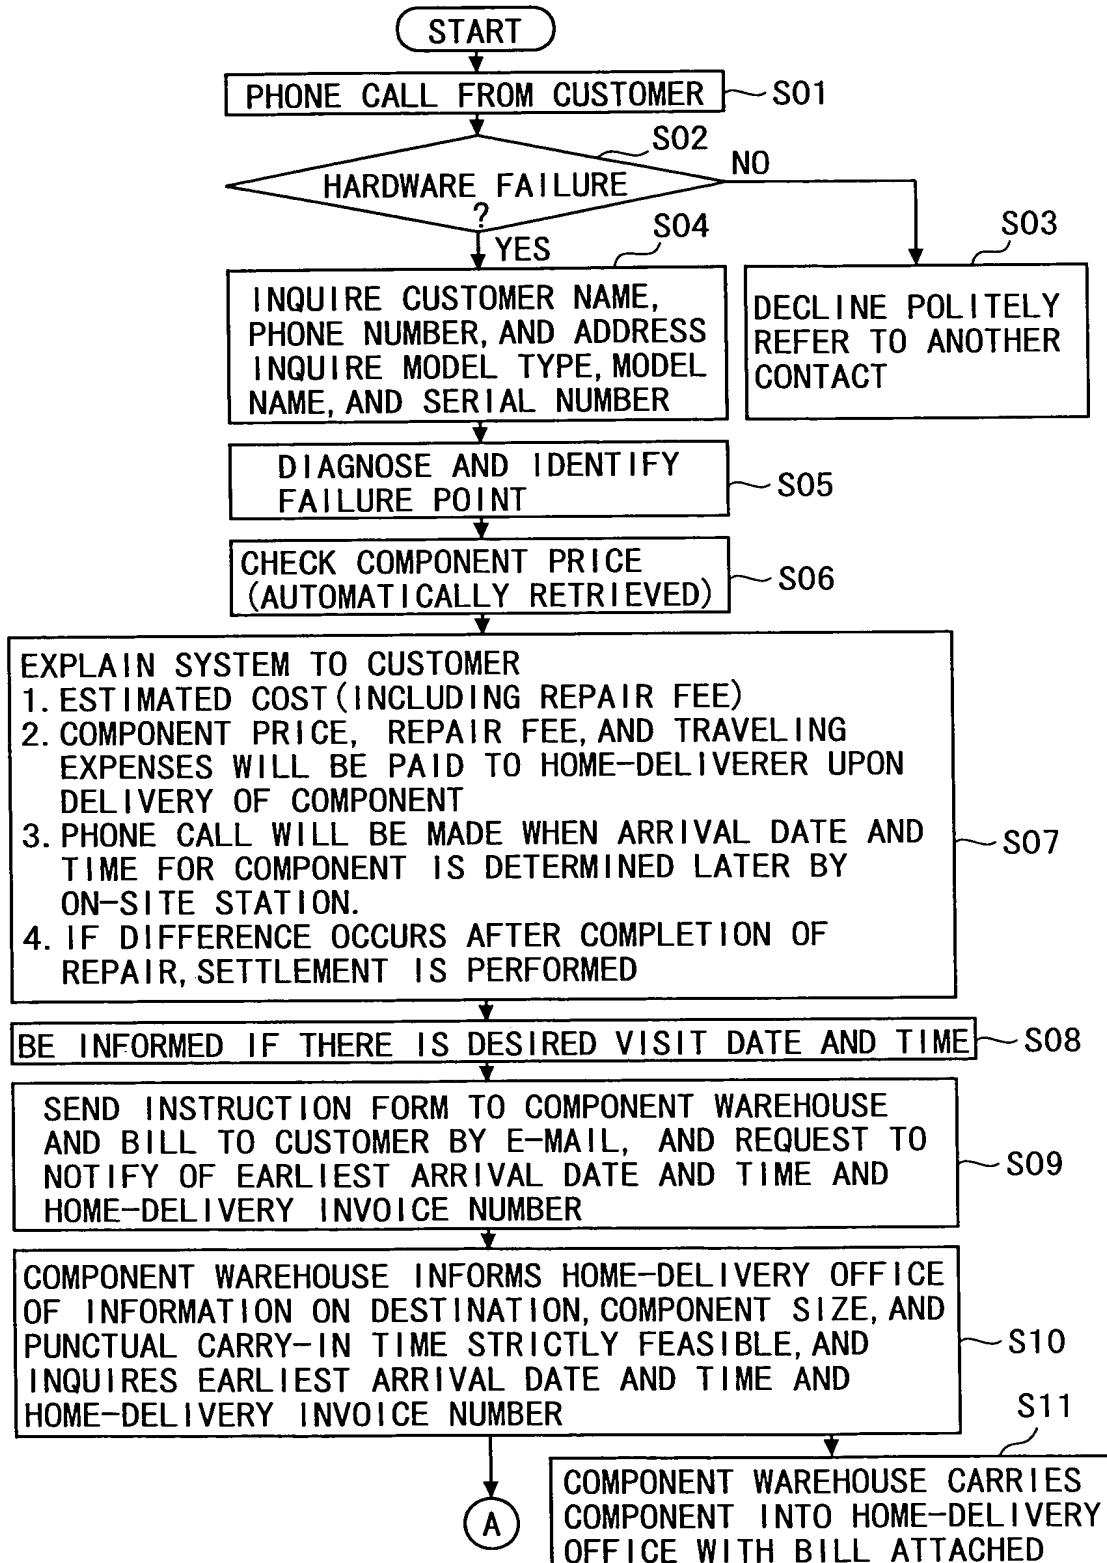 START
PHONE CALL FROM CUSTOMER
S01
S02
HARDWARE FAILURE
?
NO
YES
S04
S03
INQUIRE CUSTOMER NAME,
PHONE NUMBER, AND ADDRESS
INQUIRE MODEL TYPE, MODEL
NAME, AND SERIAL NUMBER
DECLINE POLITELY
REFER TO ANOTHER
CONTACT
DIAGNOSE AND IDENTIFY
FAILURE POINT
S05
CHECK COMPONENT PRICE
(AUTOMATICALLY RETRIEVED)
S06
EXPLAIN SYSTEM TO CUSTOMER
1. ESTIMATED COST (INCLUDING REPAIR FEE)
2. COMPONENT PRICE, REPAIR FEE, AND TRAVELING
EXPENSES WILL BE PAID TO HOME-DELIVERER UPON
DELIVERY OF COMPONENT
3. PHONE CALL WILL BE MADE WHEN ARRIVAL DATE AND
TIME FOR COMPONENT IS DETERMINED LATER BY
ON-SITE STATION.
4. IF DIFFERENCE OCCURS AFTER COMPLETION OF
REPAIR, SETTLEMENT IS PERFORMED
S07
BE INFORMED IF THERE IS DESIRED VISIT DATE AND TIME
S08
SEND INSTRUCTION FORM TO COMPONENT WAREHOUSE
AND BILL TO CUSTOMER BY E-MAIL, AND REQUEST TO
NOTIFY OF EARLIEST ARRIVAL DATE AND TIME AND
HOME-DELIVERY INVOICE NUMBER
S09
COMPONENT WAREHOUSE INFORMS HOME-DELIVERY OFFICE
OF INFORMATION ON DESTINATION, COMPONENT SIZE, AND
PUNCTUAL CARRY-IN TIME STRICTLY FEASIBLE, AND
INQUIRES EARLIEST ARRIVAL DATE AND TIME AND
HOME-DELIVERY INVOICE NUMBER
S10
S11
A
COMPONENT WAREHOUSE CARRIES
COMPONENT INTO HOME-DELIVERY
OFFICE WITH BILL ATTACHED